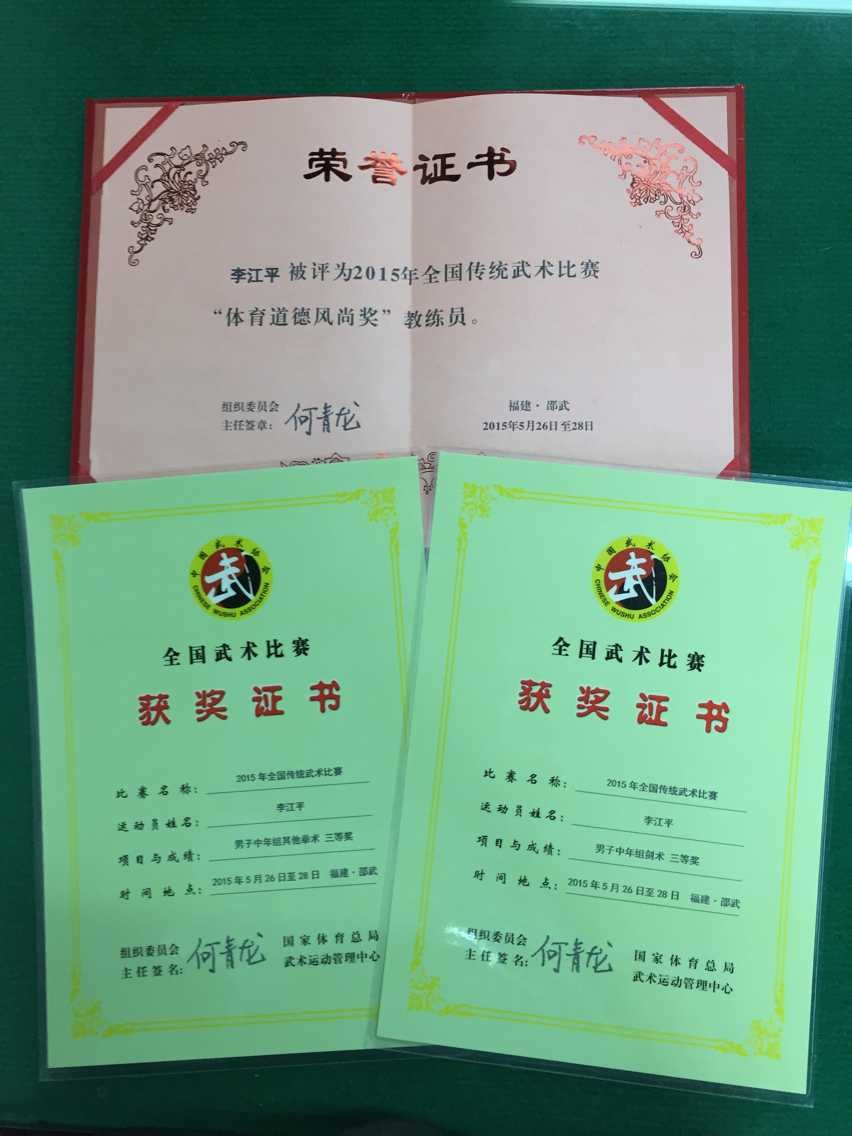 荣誉证书
李江平 被评为2015年全国传统武术比赛
“体育道德风尚奖”教练员。
组织委员会
主任签章：何青龙
福建·邵武
2015年5月26日至28日
中国武术协会
CHINESE WUSHU ASSOCIATION
武
全国武术比赛
获奖证书
比赛名称： 2015年全国传统武术比赛
运动员姓名： 李江平
项目与成绩： 男子中年组其他拳术 三等奖
时间地点： 2015年5月26日至28日 福建·邵武
组织委员会
主任签名：何青龙
国家体育总局
武术运动管理中心
中国武术协会
CHINESE WUSHU ASSOCIATION
武
全国武术比赛
获奖证书
比赛名称： 2015年全国传统武术比赛
运动员姓名： 李江平
项目与成绩： 男子中年组剑术 三等奖
时间地点： 2015年5月26日至28日 福建·邵武
组织委员会
主任签名：何青龙
国家体育总局
武术运动管理中心